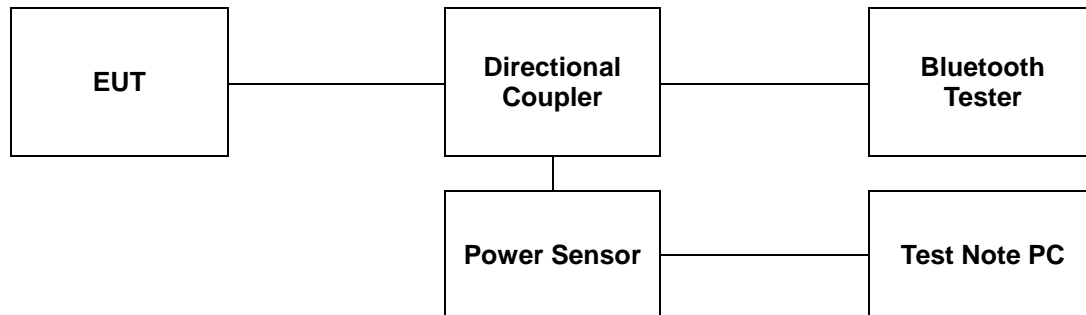 EUT
Directional
Coupler
Bluetooth
Tester
Power Sensor
Test Note PC